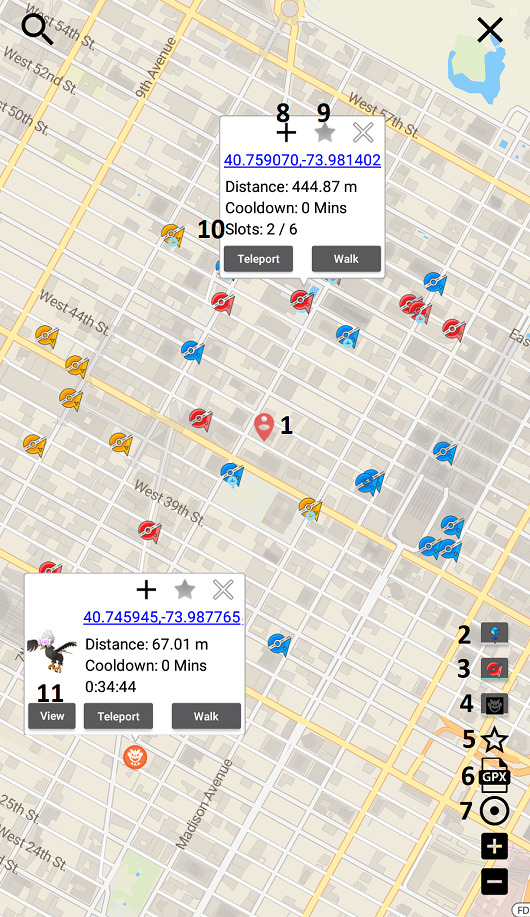 West 54th St.
West 52nd St.
50th St.
9th Avenue
West 57th St.
8
9
40.759070,-73.981402
Distance: 444.87 m
Cooldown: 0 Mins
10
Slots: 2 / 6
Teleport
Walk
West 44th St.
Eas
1
West 39th St.
40.745945,-73.987765
Distance: 67.01 m
Cooldown: 0 Mins
0:34:44
11
View
Teleport
Walk
2
3
4
5
6
GPX
7
Madison Avenue
25th St.
West 24th St.
FD